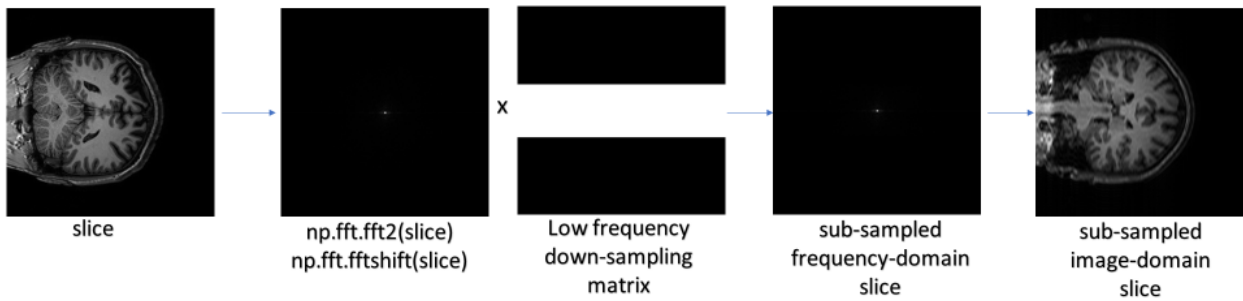 x
slice
np.fft.fft2(slice)
np.fft.fftshift(slice)
Low frequency
down-sampling
matrix
sub-sampled
frequency-domain
slice
sub-sampled
image-domain
slice